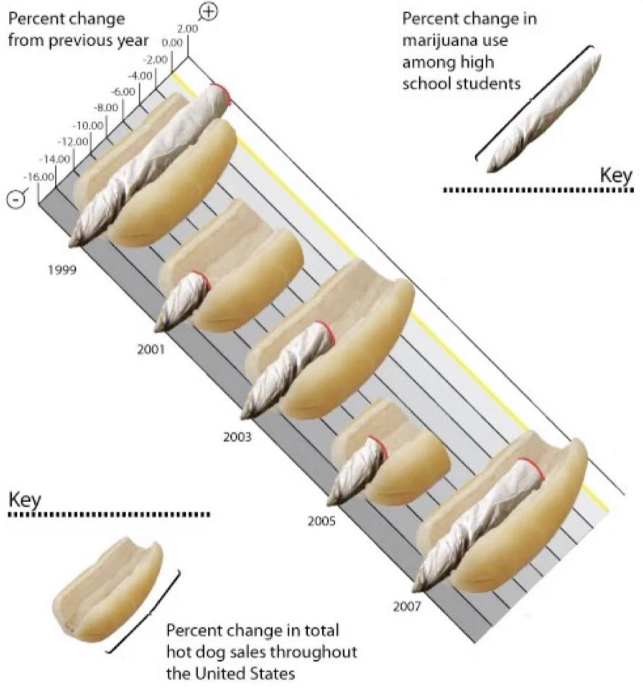 Percent change
from previous year
+
2.00
0.00
-2.00
-4.00
-6.00
-8.00
-10.00
-12.00
-14.00
-16.00
-
Percent change in
marijuana use
among high
school students
Key
1999
2001
2003
2005
2007
Key
Percent change in total
hot dog sales throughout
the United States